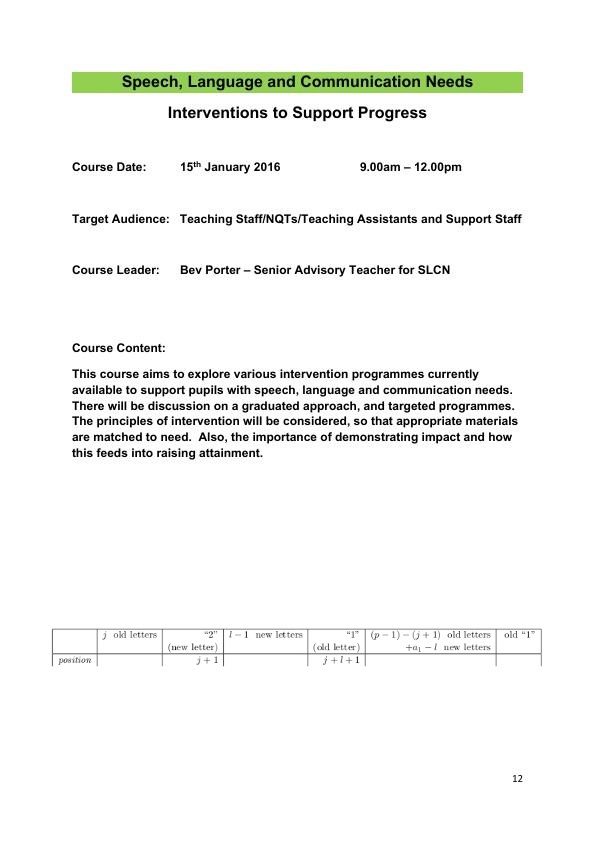 Speech, Language and Communication Needs
Interventions to Support Progress
Course Date: 15th January 2016 9.00am – 12.00pm
Target Audience: Teaching Staff/NQTs/Teaching Assistants and Support Staff
Course Leader: Bev Porter – Senior Advisory Teacher for SLCN
Course Content:
This course aims to explore various intervention programmes currently
available to support pupils with speech, language and communication needs.
There will be discussion on a graduated approach, and targeted programmes.
The principles of intervention will be considered, so that appropriate materials
are matched to need.  Also, the importance of demonstrating impact and how
this feeds into raising attainment.
j old letters “2” l − 1 new letters “1” (p − 1) − (j + 1) old letters old “1”
(new letter) (old letter) +a₁ − l new letters
position j + 1 j + l + 1
12